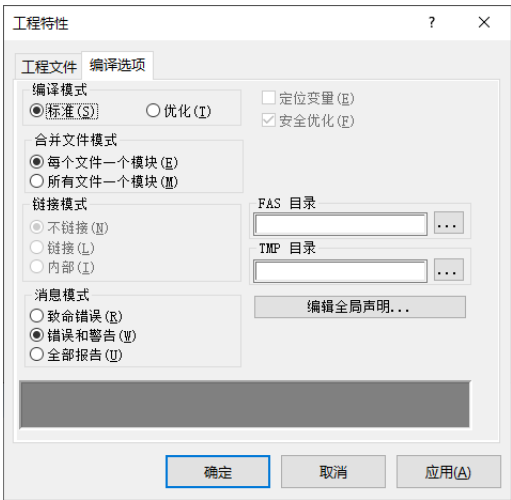 工程特性
?
×
工程文件 编译选项
编译模式
标准(S) 优化(I)
合并文件模式
每个文件一个模块(E)
所有文件一个模块(M)
链接模式
不链接(N)
链接(L)
内部(I)
消息模式
致命错误(R)
错误和警告(W)
全部报告(U)
定位变量(E)
安全优化(F)
FAS 目录
...
TMP 目录
...
编辑全局声明...
确定 取消 应用(A)